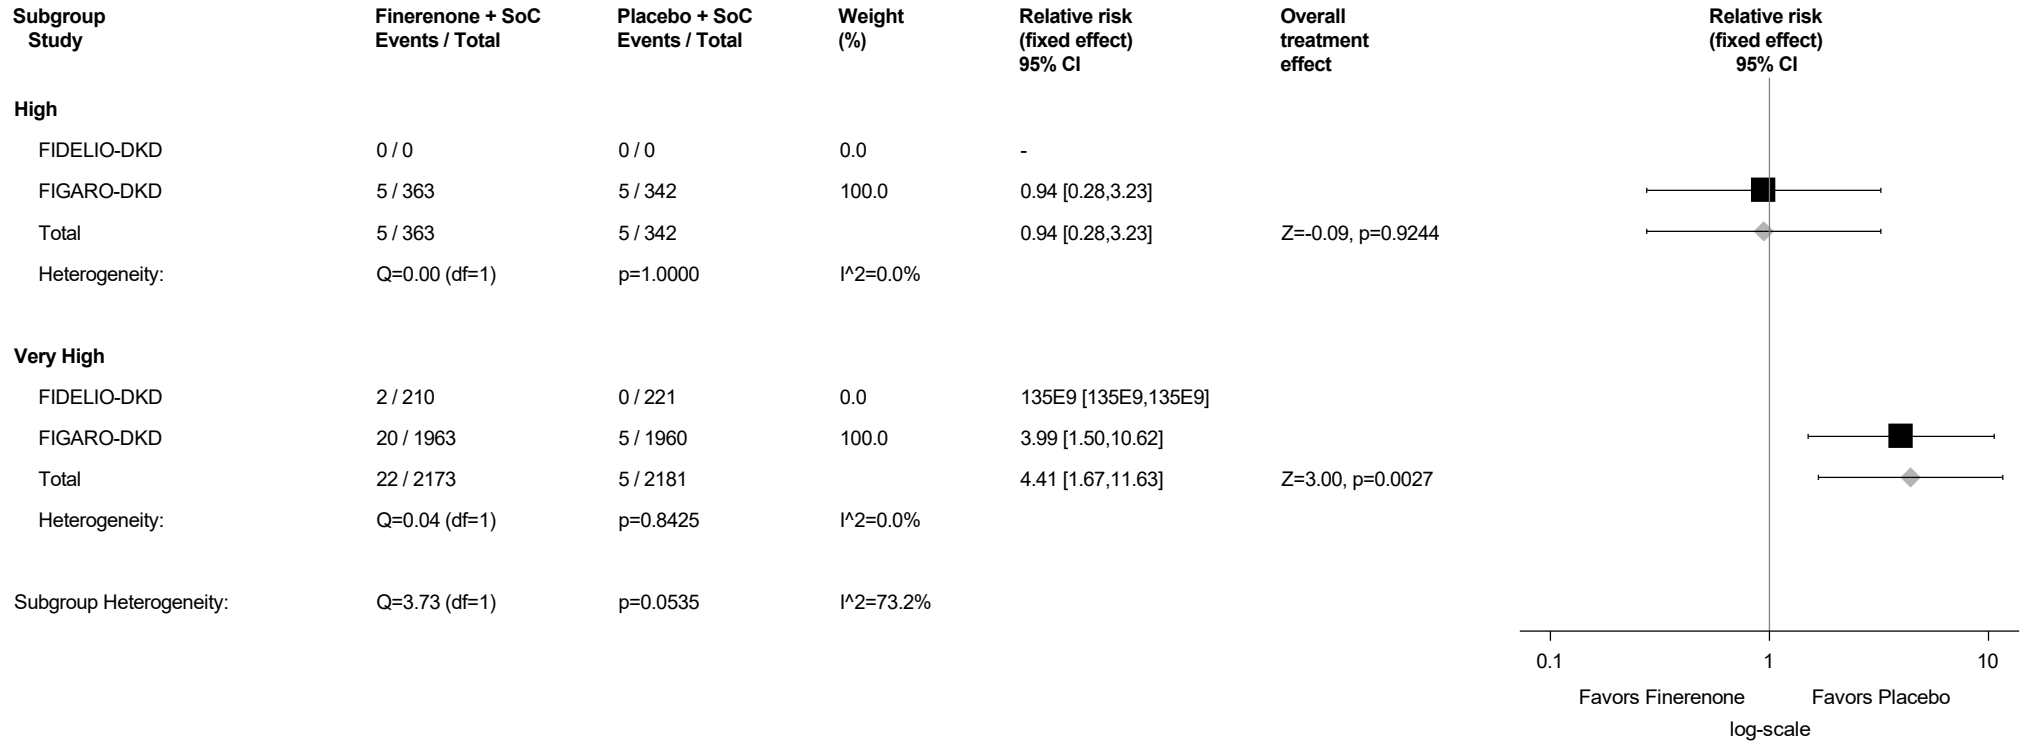 Subgroup Finerenone + SoC Placebo + SoC Weight Relative risk Overall Relative risk
Study Events / Total Events / Total (%) (fixed effect) treatment (fixed effect)
95% CI effect 95% CI
High
FIDELIO-DKD 0 / 0 0 / 0 0.0 -
FIGARO-DKD 5 / 363 5 / 342 100.0 0.94 [0.28,3.23]
Total 5 / 363 5 / 342 0.94 [0.28,3.23] Z=-0.09, p=0.9244
Heterogeneity: Q=0.00 (df=1) p=1.0000 I^2=0.0%
Very High
FIDELIO-DKD 2 / 210 0 / 221 0.0 135E9 [135E9,135E9]
FIGARO-DKD 20 / 1963 5 / 1960 100.0 3.99 [1.50,10.62]
Total 22 / 2173 5 / 2181 4.41 [1.67,11.63] Z=3.00, p=0.0027
Heterogeneity: Q=0.04 (df=1) p=0.8425 I^2=0.0%
Subgroup Heterogeneity: Q=3.73 (df=1) p=0.0535 I^2=73.2%
0.1 1 10
Favors Finerenone Favors Placebo
log-scale